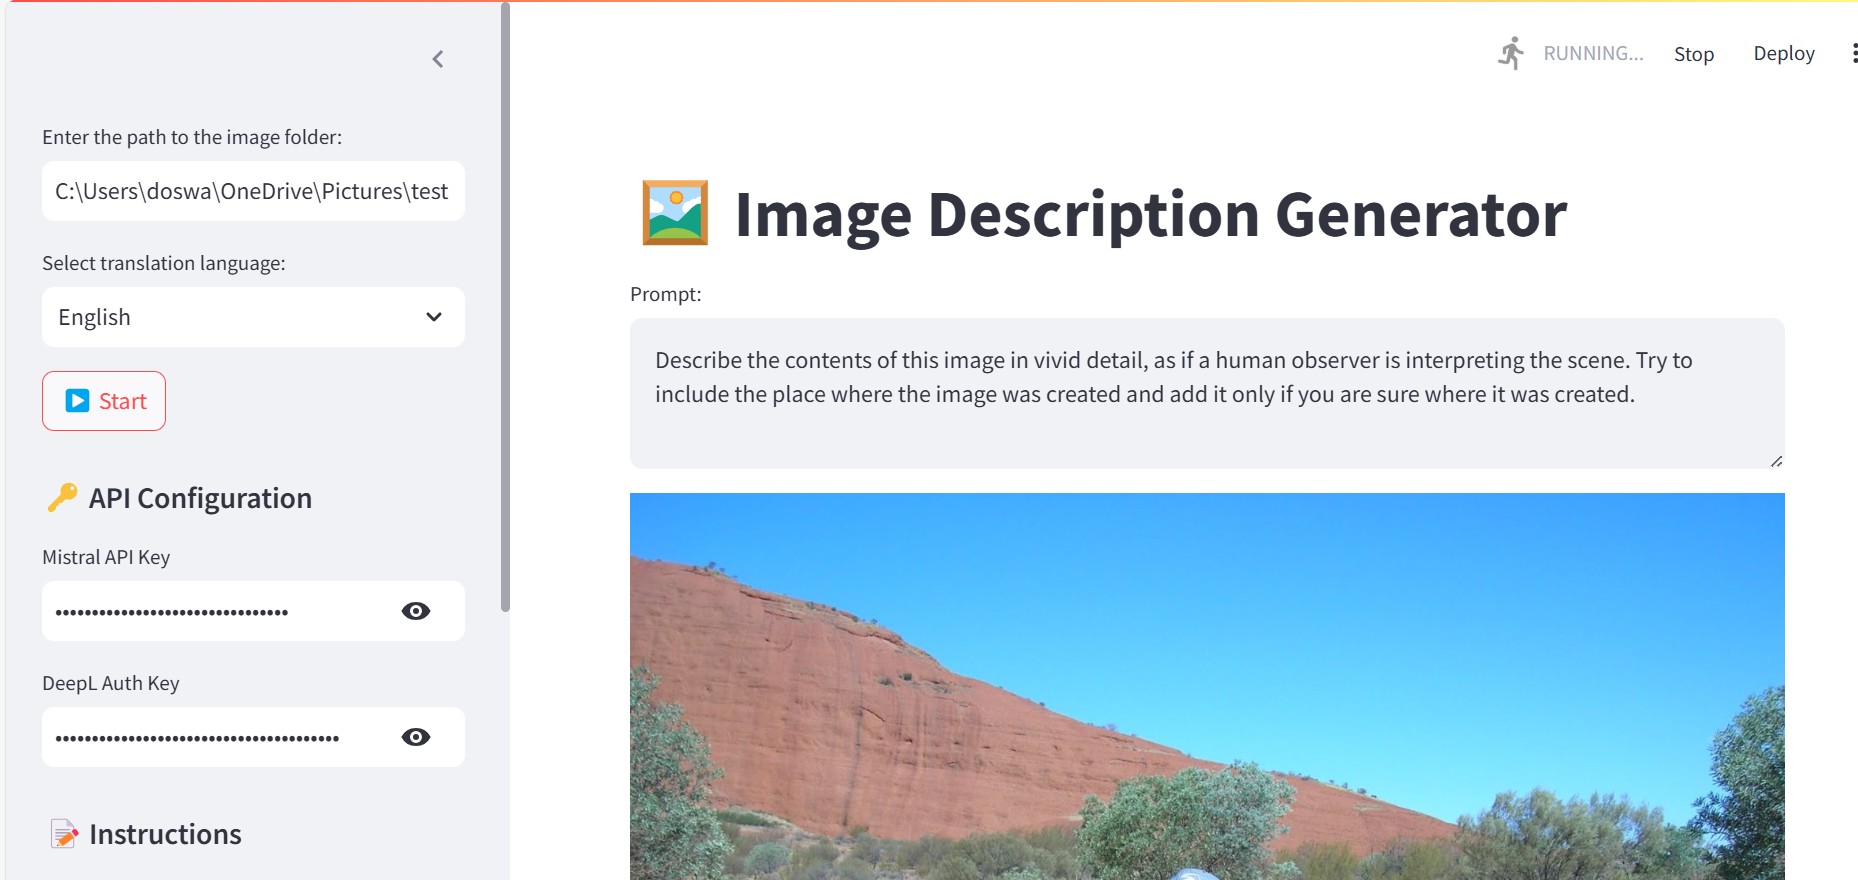 RUNNING...
Stop
Deploy
Enter the path to the image folder:
C:\Users\doswa\OneDrive\Pictures\test
Select translation language:
English
Start
API Configuration
Mistral API Key
••••••••••••••••••••••••••••••••
DeepL Auth Key
•••••••••••••••••••••••••••••••••••••••
Instructions
Image Description Generator
Prompt:
Describe the contents of this image in vivid detail, as if a human observer is interpreting the scene. Try to
include the place where the image was created and add it only if you are sure where it was created.